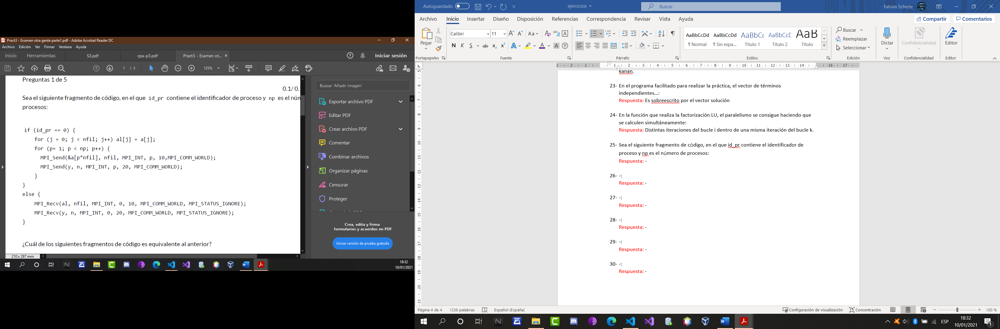 Pract3 - Examen otra gente parte1.pdf - Adobe Acrobat Reader DC
Archivo Edición Ver Firmar Ventana Ayuda
Inicio Herramientas S3.pdf cpa-p3.pdf Pract3 - Examen ot... × Iniciar sesión
1 / 3 125%
Preguntas 1 de 5
0.1/ 0.
Sea el siguiente fragmento de código, en el que id_pr contiene el identificador de proceso y np es el núm
procesos:
if (id_pr == 0) {
for (j = 0; j < nfil; j++) al[j] = a[j];
for (p= 1; p < np; p++) {
MPI_Send(&a[p*nfil], nfil, MPI_INT, p, 10,MPI_COMM_WORLD);
MPI_Send(y, n, MPI_INT, p, 20, MPI_COMM_WORLD);
}
}
else {
MPI_Recv(al, nfil, MPI_INT, 0, 10, MPI_COMM_WORLD, MPI_STATUS_IGNORE);
MPI_Recv(y, n, MPI_INT, 0, 20, MPI_COMM_WORLD, MPI_STATUS_IGNORE);
}
¿Cuál de los siguientes fragmentos de código es equivalente al anterior?
210 x 297 mm
Buscar 'Añadir imagen'
Exportar archivo PDF
Editar PDF
Crear archivo PDF
Comentar
Combinar archivos
Organizar páginas
Censurar
Proteger
Crea, edita y firma
formularios y acuerdos en PDF
Iniciar versión de prueba gratuita
18:32
10/01/2021
Autoguardado ejercicios Buscar Fabian Scherle
Archivo Inicio Insertar Diseño Disposición Referencias Correspondencia Revisar Vista Ayuda Compartir Comentarios
Pegar
Portapapeles
Calibri 11
N K S ab x₂ x²
Fuente
Párrafo
AaBbCcDd AaBbCcDd AaBbCc AaBbCcD AaB
¶ Normal ¶ Sin espa... Título 1 Título 2 Título
Estilos
Buscar
Reemplazar
Seleccionar
Edición
Dictar
Voz
Confidencialidad
Confidencialidad
Editor
Editor
kanan.
23- En el programa facilitado para realizar la práctica, el vector de términos
independientes...:
Respuesta: Es sobreescrito por el vector solución
24- En la función que realiza la factorización LU, el paralelismo se consigue haciendo que
se calculen simultáneamente:
Respuesta: Distintas iteraciones del bucle i dentro de una misma iteración del bucle k.
25- Sea el siguiente fragmento de código, en el que id_pr contiene el identificador de
proceso y np es el número de procesos:
Respuesta: -
26- -:
Respuesta: -
27- -:
Respuesta: -
28- -:
Respuesta: -
29- -:
Respuesta: -
30- -:
Respuesta: -
Página 4 de 4 1236 palabras Español (España) Configuración de visualización Concentración 100 %
ESP
18:32
10/01/2021